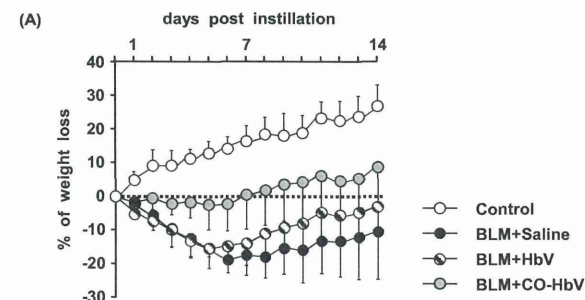 (A)
days post instillation
1 7 14
40
30
20
10
0
-10
-20
-30
% of weight loss
Control
BLM+Saline
BLM+HbV
BLM+CO-HbV